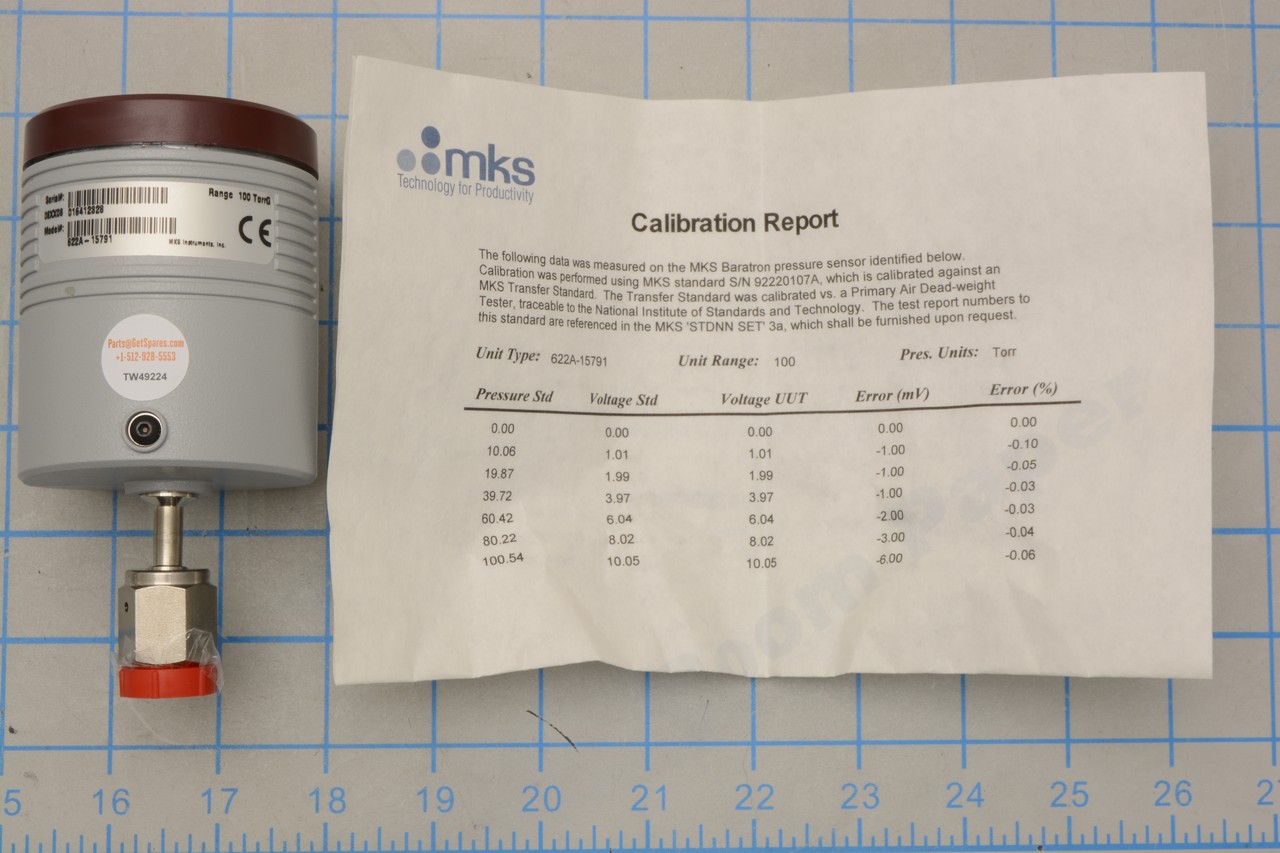 Serial#:
Range 100 TorrG
016412828
Model#:
622A-15791
MKS Instruments, Inc.
CE
Parts@GetSpares.com
+1-512-928-5553
TW49224
mks
Technology for Productivity
Calibration Report
The following data was measured on the MKS Baratron pressure sensor identified below.
Calibration was performed using MKS standard S/N 92220107A, which is calibrated against an
MKS Transfer Standard. The Transfer Standard was calibrated vs. a Primary Air Dead-weight
Tester, traceable to the National Institute of Standards and Technology. The test report numbers to
this standard are referenced in the MKS 'STDNN SET' 3a, which shall be furnished upon request.
Unit Type: 622A-15791 Unit Range: 100 Pres. Units: Torr
Pressure Std Voltage Std Voltage UUT Error (mV) Error (%)
0.00 0.00 0.00 0.00 0.00
10.06 1.01 1.01 -1.00 -0.10
19.87 1.99 1.99 -1.00 -0.05
39.72 3.97 3.97 -1.00 -0.03
60.42 6.04 6.04 -2.00 -0.03
80.22 8.02 8.02 -3.00 -0.04
100.54 10.05 10.05 -6.00 -0.06
15 16 17 18 19 20 21 22 23 24 25 26 27